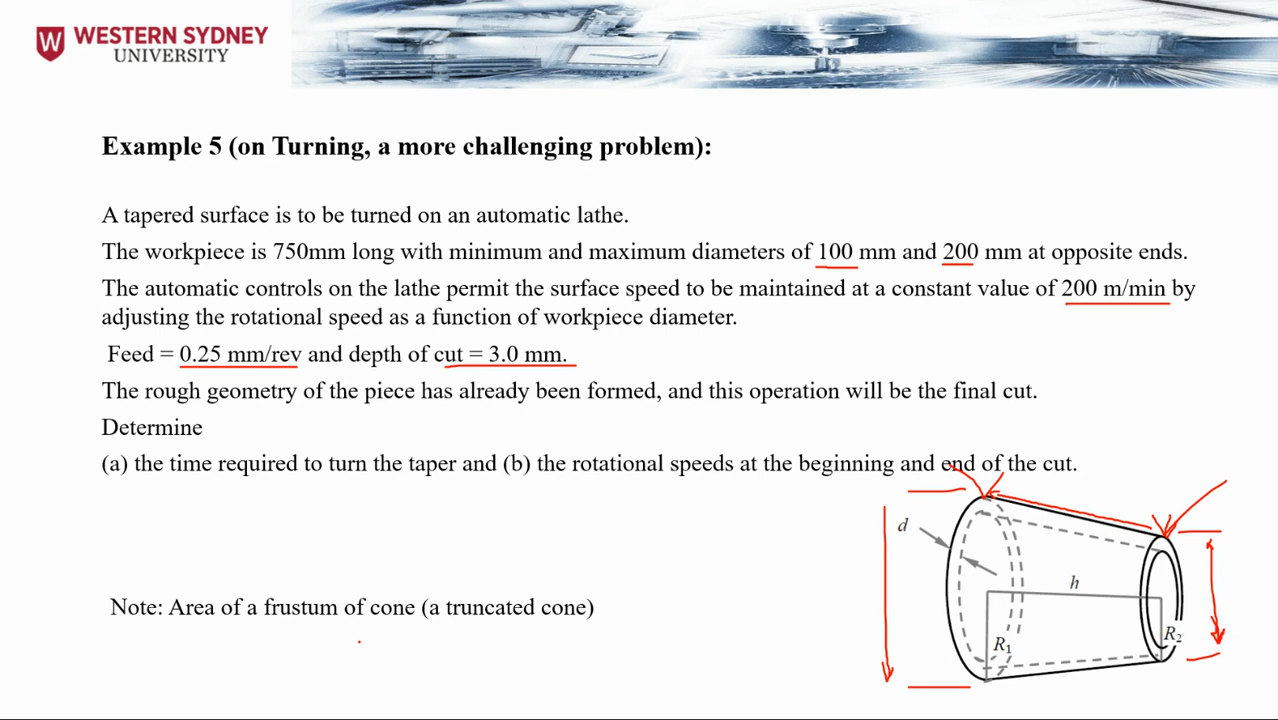 WESTERN SYDNEY
UNIVERSITY
Example 5 (on Turning, a more challenging problem):
A tapered surface is to be turned on an automatic lathe.
The workpiece is 750mm long with minimum and maximum diameters of 100 mm and 200 mm at opposite ends.
The automatic controls on the lathe permit the surface speed to be maintained at a constant value of 200 m/min by
adjusting the rotational speed as a function of workpiece diameter.
Feed = 0.25 mm/rev and depth of cut = 3.0 mm.
The rough geometry of the piece has already been formed, and this operation will be the final cut.
Determine
(a) the time required to turn the taper and (b) the rotational speeds at the beginning and end of the cut.
d
h
R₂
R₁
Note: Area of a frustum of cone (a truncated cone)